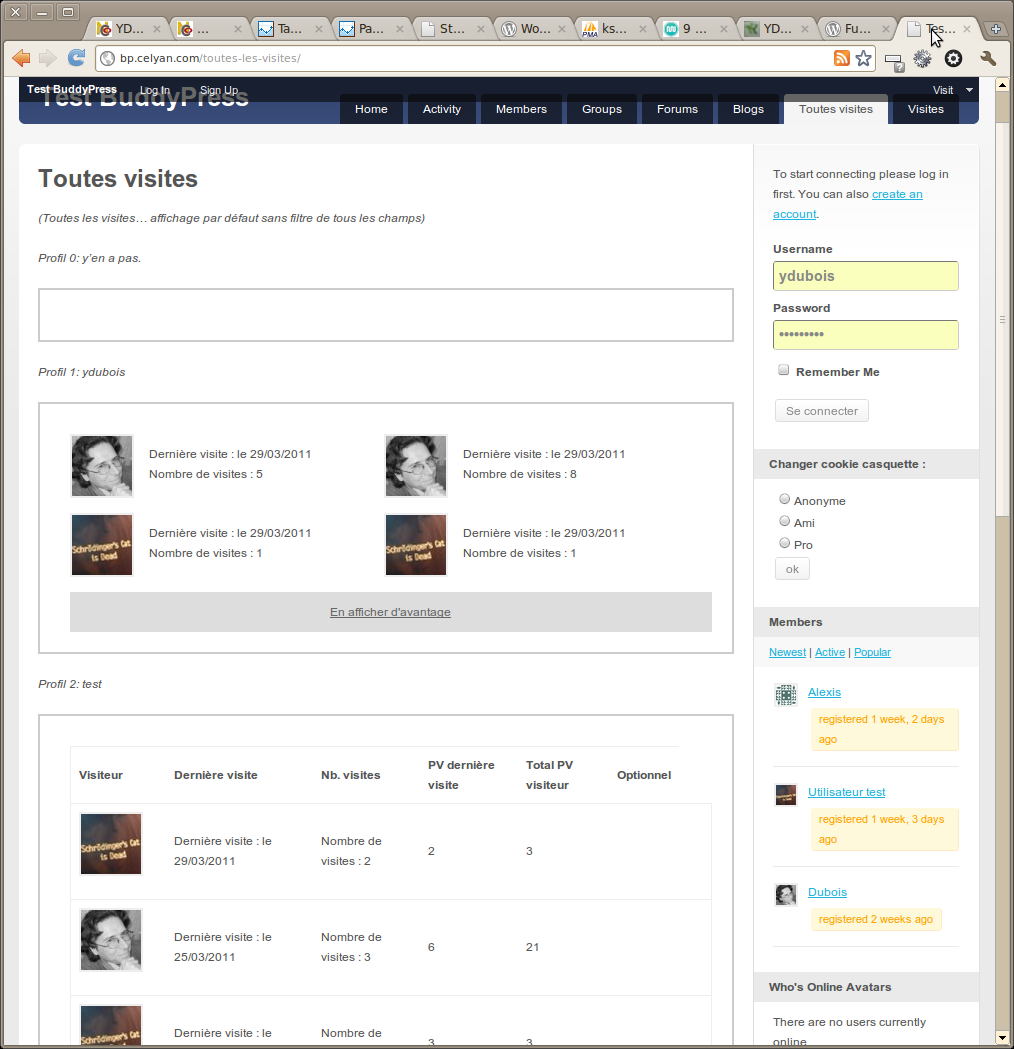 YD...
...
Ta...
Pa...
St...
Wo...
PMA
ks...
9 ...
YD...
Fu...
Tes...
bp.celyan.com/toutes-les-visites/
Test BuddyPress
Log In
Sign Up
Visit
Test BuddyPress
Home
Activity
Members
Groups
Forums
Blogs
Toutes visites
Visites
Toutes visites
(Toutes les visites… affichage par défaut sans filtre de tous les champs)
Profil 0: y’en a pas.
Profil 1: ydubois
Dernière visite : le 29/03/2011
Nombre de visites : 5
Dernière visite : le 29/03/2011
Nombre de visites : 8
Schrödinger's Cat
is Dead
Dernière visite : le 29/03/2011
Nombre de visites : 1
Schrödinger's Cat
is Dead
Dernière visite : le 29/03/2011
Nombre de visites : 1
En afficher d'avantage
Profil 2: test
Visiteur
Dernière visite
Nb. visites
PV dernière
visite
Total PV
visiteur
Optionnel
Schrödinger's Cat
is Dead
Dernière visite : le
29/03/2011
Nombre de
visites : 2
2
3
Dernière visite : le
25/03/2011
Nombre de
visites : 3
6
21
Schrödinger's Cat
Dernière visite : le
Nombre de
3
3
To start connecting please log in
first. You can also create an
account.
Username
ydubois
Password
•••••••••
Remember Me
Se connecter
Changer cookie casquette :
Anonyme
Ami
Pro
ok
Members
Newest | Active | Popular
Alexis
registered 1 week, 2 days
ago
Utilisateur test
registered 1 week, 3 days
ago
Dubois
registered 2 weeks ago
Who's Online Avatars
There are no users currently
online